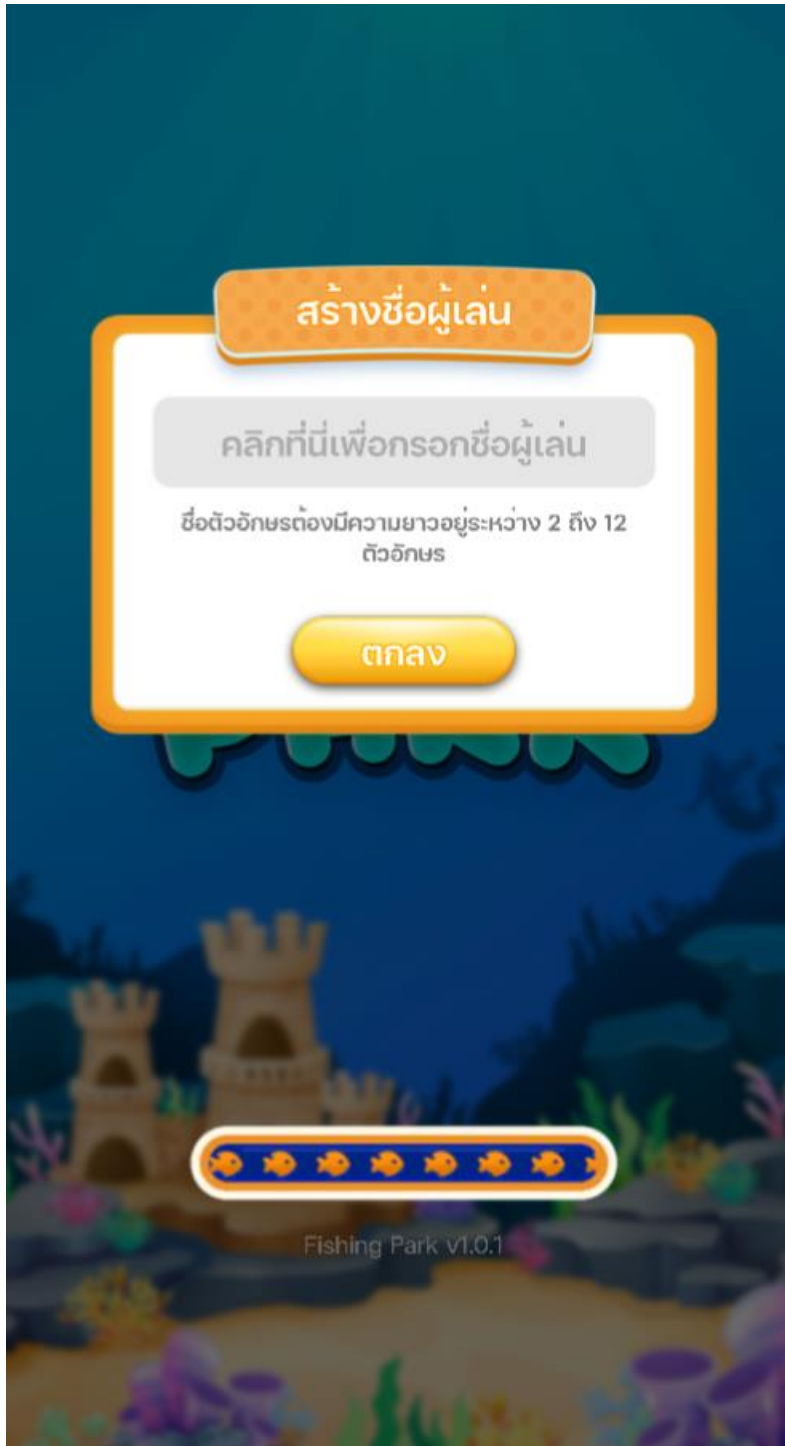 สร้างชื่อผู้เล่น
คลิกที่นี่เพื่อกรอกชื่อผู้เล่น
ชื่อตัวอักษรต้องมีความยาวอยู่ระหว่าง 2 ถึง 12
ตัวอักษร
ตกลง
PARK
Fishing Park v1.0.1